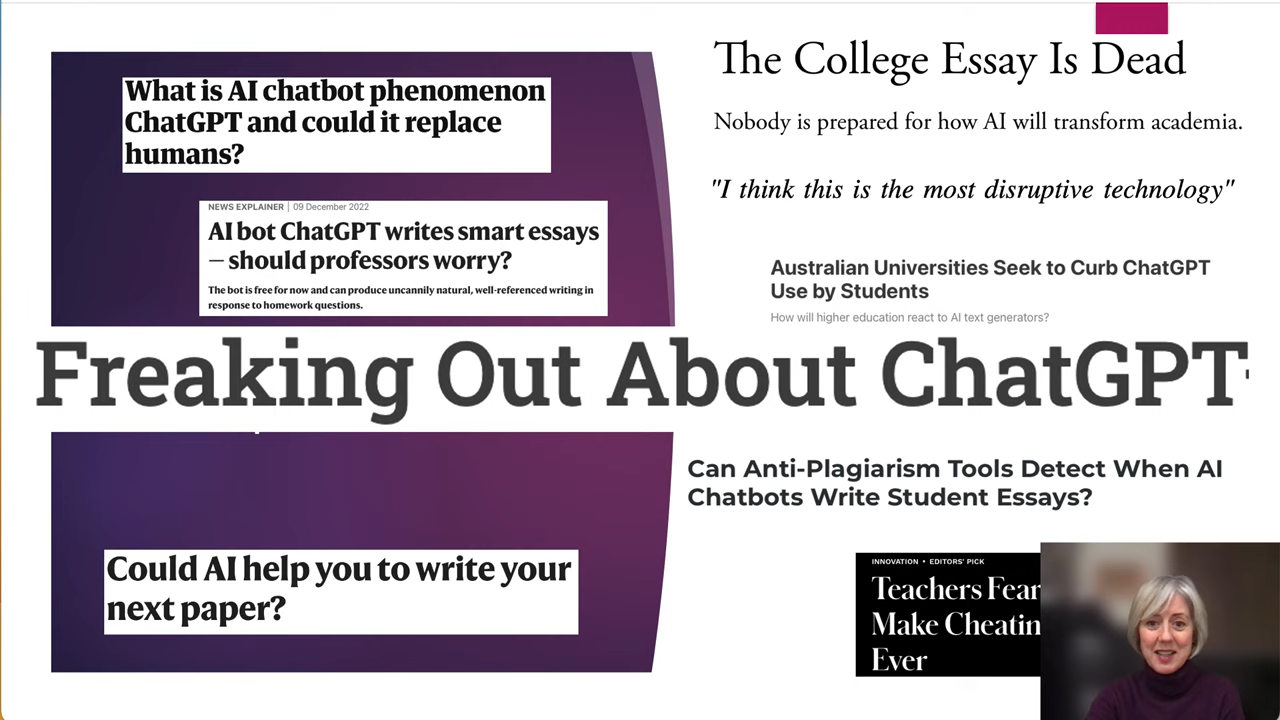 What is AI chatbot phenomenon
ChatGPT and could it replace
humans?
NEWS EXPLAINER | 09 December 2022
AI bot ChatGPT writes smart essays
— should professors worry?
The bot is free for now and can produce uncannily natural, well-referenced writing in
response to homework questions.
The College Essay Is Dead
Nobody is prepared for how AI will transform academia.
"I think this is the most disruptive technology"
Australian Universities Seek to Curb ChatGPT
Use by Students
How will higher education react to AI text generators?
Freaking Out About ChatGPT
Can Anti-Plagiarism Tools Detect When AI
Chatbots Write Student Essays?
Could AI help you to write your
next paper?
INNOVATION • EDITORS' PICK
Teachers Fear
Make Cheatin
Ever